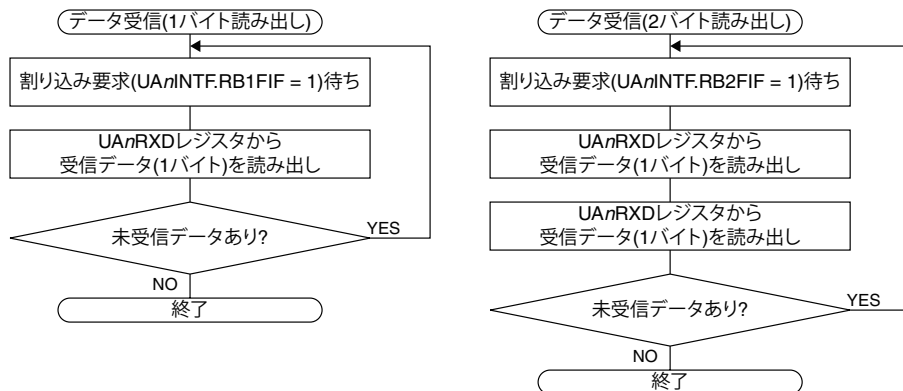 データ受信(1バイト読み出し)
割り込み要求(UAnINTF.RB1FIF = 1)待ち
UAnRXDレジスタから
受信データ(1バイト)を読み出し
未受信データあり?
YES
NO
終了
データ受信(2バイト読み出し)
割り込み要求(UAnINTF.RB2FIF = 1)待ち
UAnRXDレジスタから
受信データ(1バイト)を読み出し
UAnRXDレジスタから
受信データ(1バイト)を読み出し
未受信データあり?
YES
NO
終了